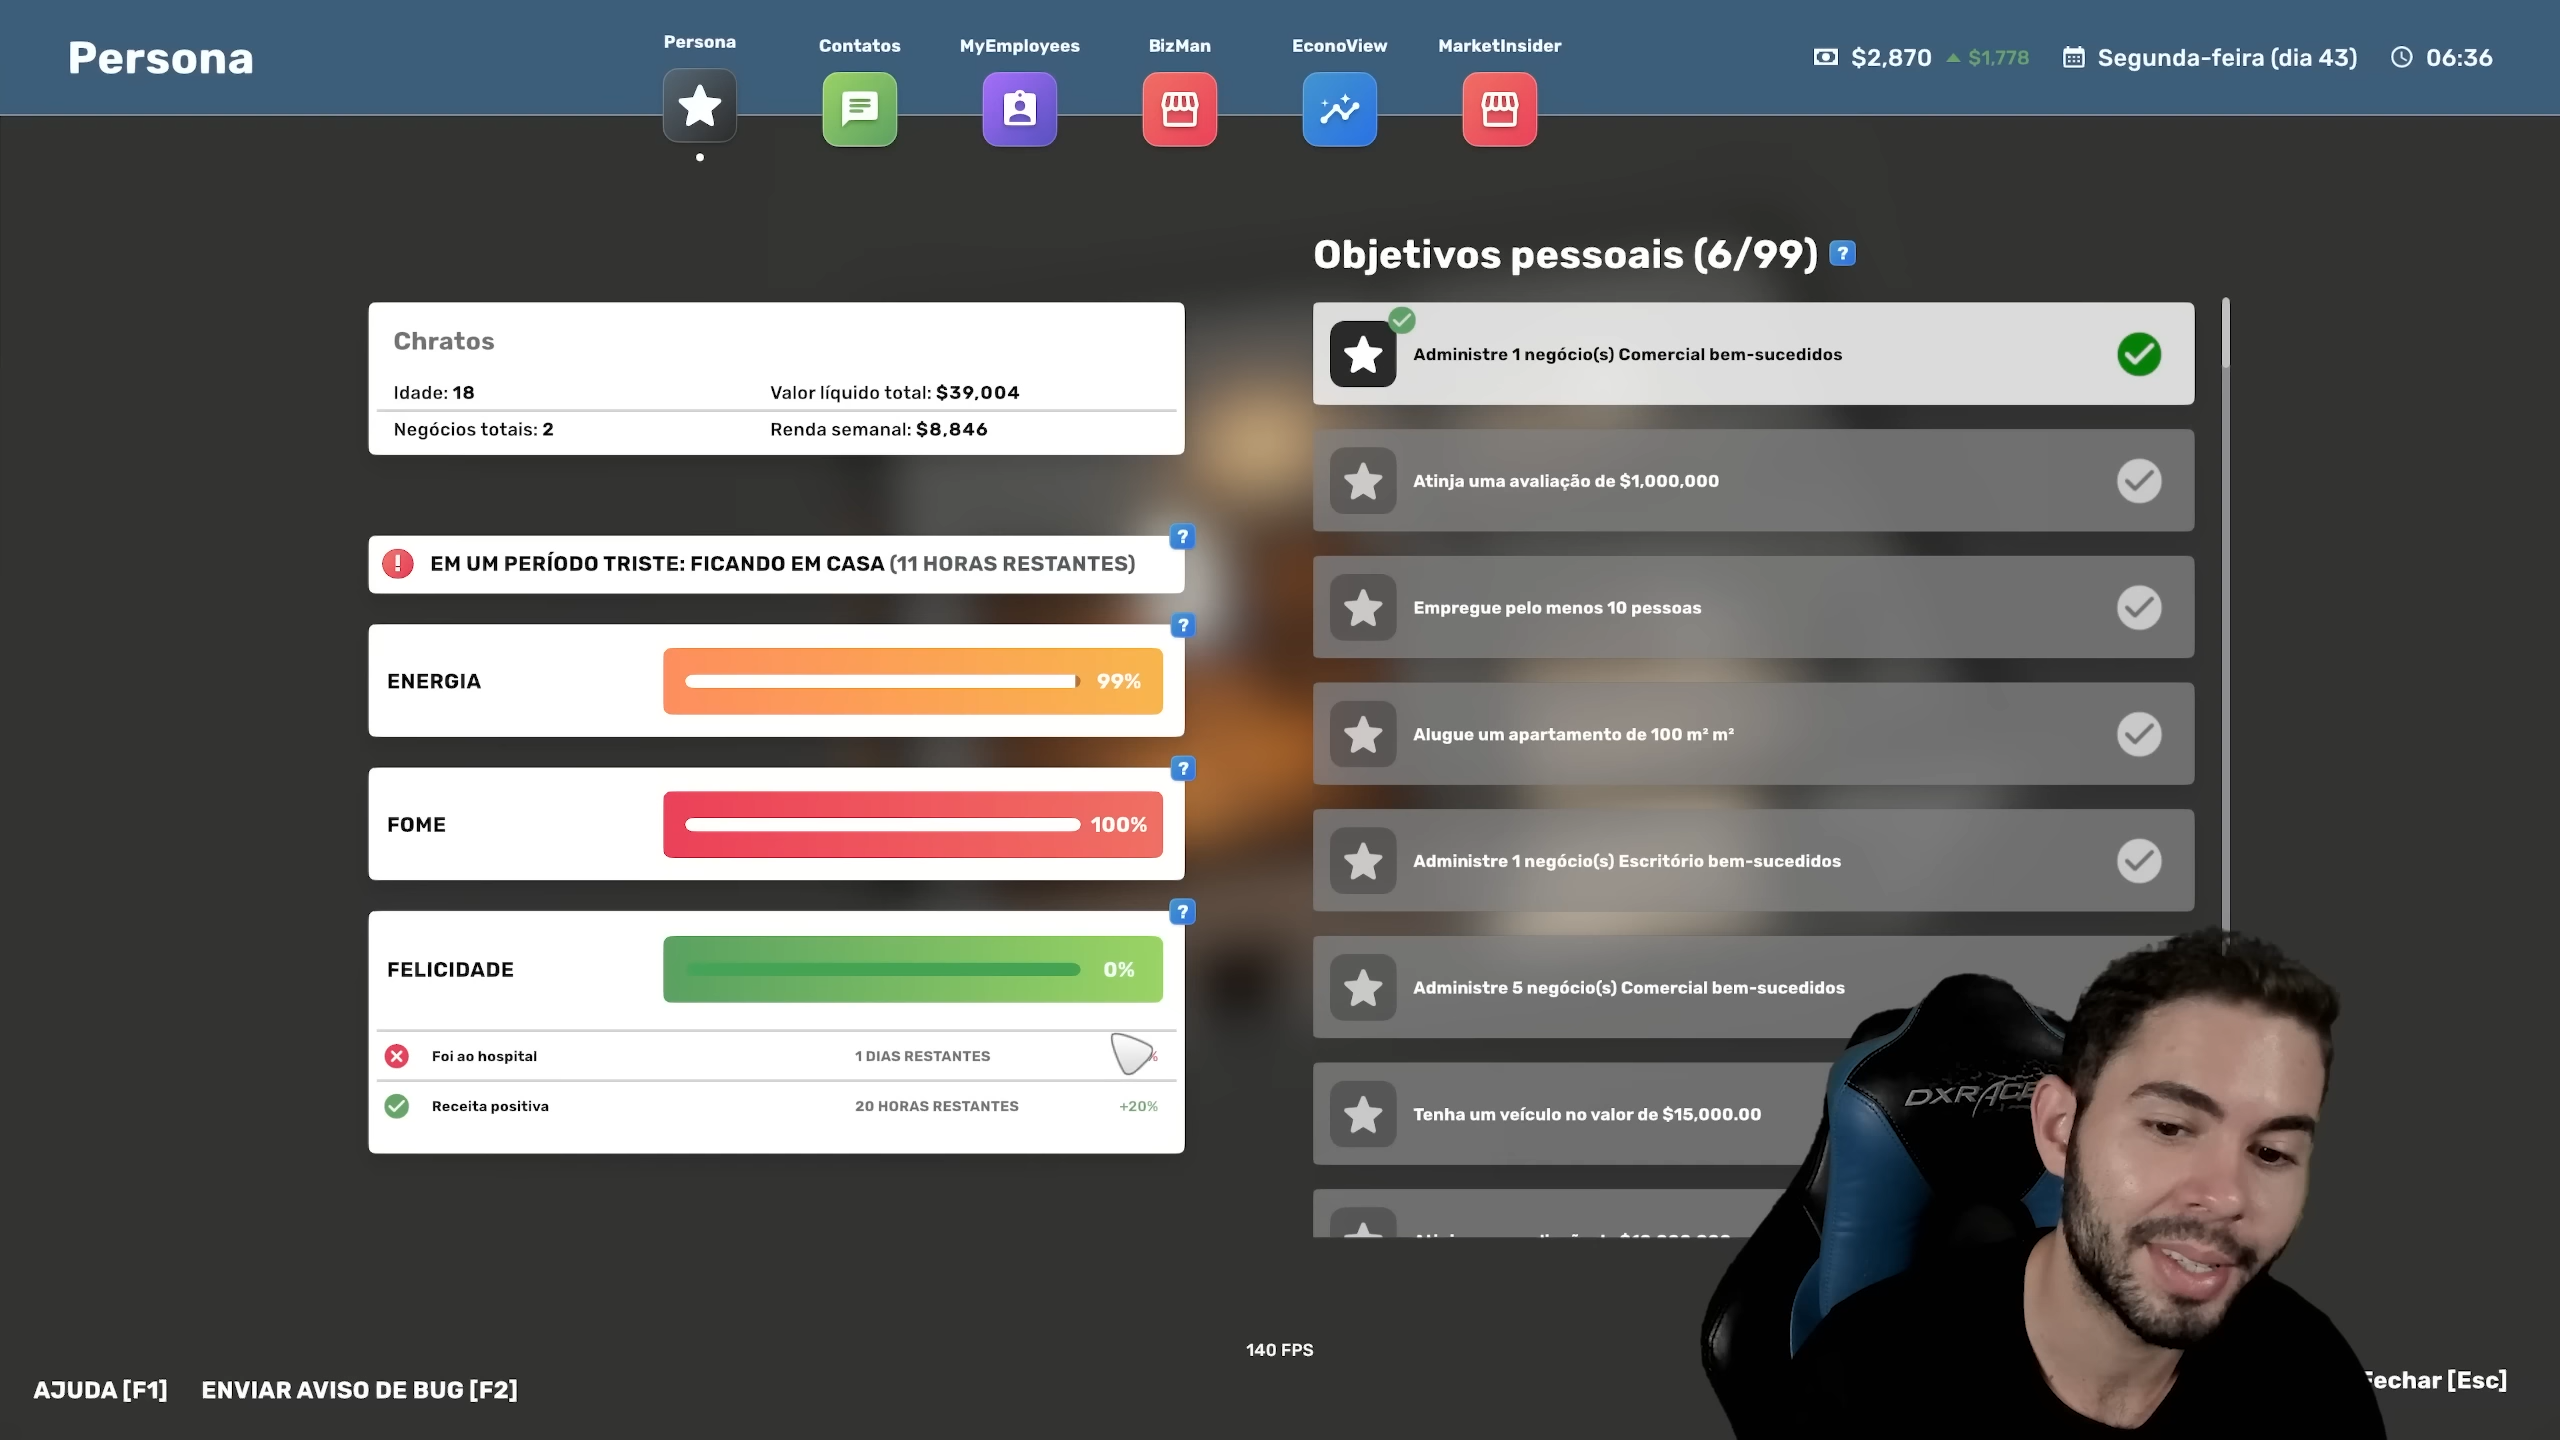 Persona
Persona
Contatos
MyEmployees
BizMan
EconoView
MarketInsider
$2,870
$1,778
Segunda-feira (dia 43)
06:36
Chratos
Idade: 18
Valor líquido total: $39,004
Negócios totais: 2
Renda semanal: $8,846
EM UM PERÍODO TRISTE: FICANDO EM CASA (11 HORAS RESTANTES)
?
ENERGIA
99%
?
FOME
100%
?
FELICIDADE
0%
?
Foi ao hospital
1 DIAS RESTANTES
%
Receita positiva
20 HORAS RESTANTES
+20%
Objetivos pessoais (6/99)
?
Administre 1 negócio(s) Comercial bem-sucedidos
Atinja uma avaliação de $1,000,000
Empregue pelo menos 10 pessoas
Alugue um apartamento de 100 m² m²
Administre 1 negócio(s) Escritório bem-sucedidos
Administre 5 negócio(s) Comercial bem-sucedidos
Tenha um veículo no valor de $15,000.00
DXRACE
140 FPS
AJUDA [F1]
ENVIAR AVISO DE BUG [F2]
Fechar [Esc]